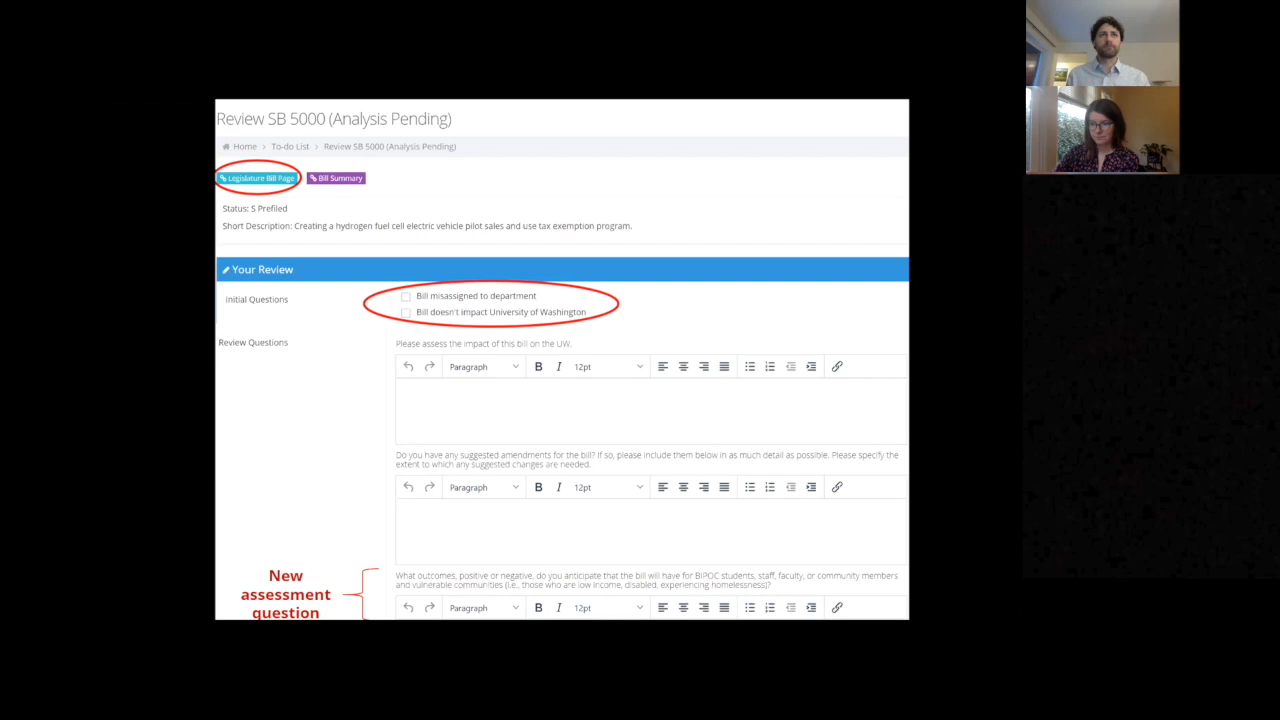 Review SB 5000 (Analysis Pending)
Home > To-do List > Review SB 5000 (Analysis Pending)
Legislature Bill Page Bill Summary
Status: S Prefiled
Short Description: Creating a hydrogen fuel cell electric vehicle pilot sales and use tax exemption program.
Your Review
Initial Questions
Bill misassigned to department
Bill doesn't impact University of Washington
Review Questions
Please assess the impact of this bill on the UW.
Paragraph B I 12pt
Do you have any suggested amendments for the bill? If so, please include them below in as much detail as possible. Please specify the
extent to which any suggested changes are needed.
Paragraph B I 12pt
New
assessment
question
What outcomes, positive or negative, do you anticipate that the bill will have for BIPOC students, staff, faculty, or community members
and vulnerable communities (i.e., those who are low income, disabled, experiencing homelessness)?
Paragraph B I 12pt